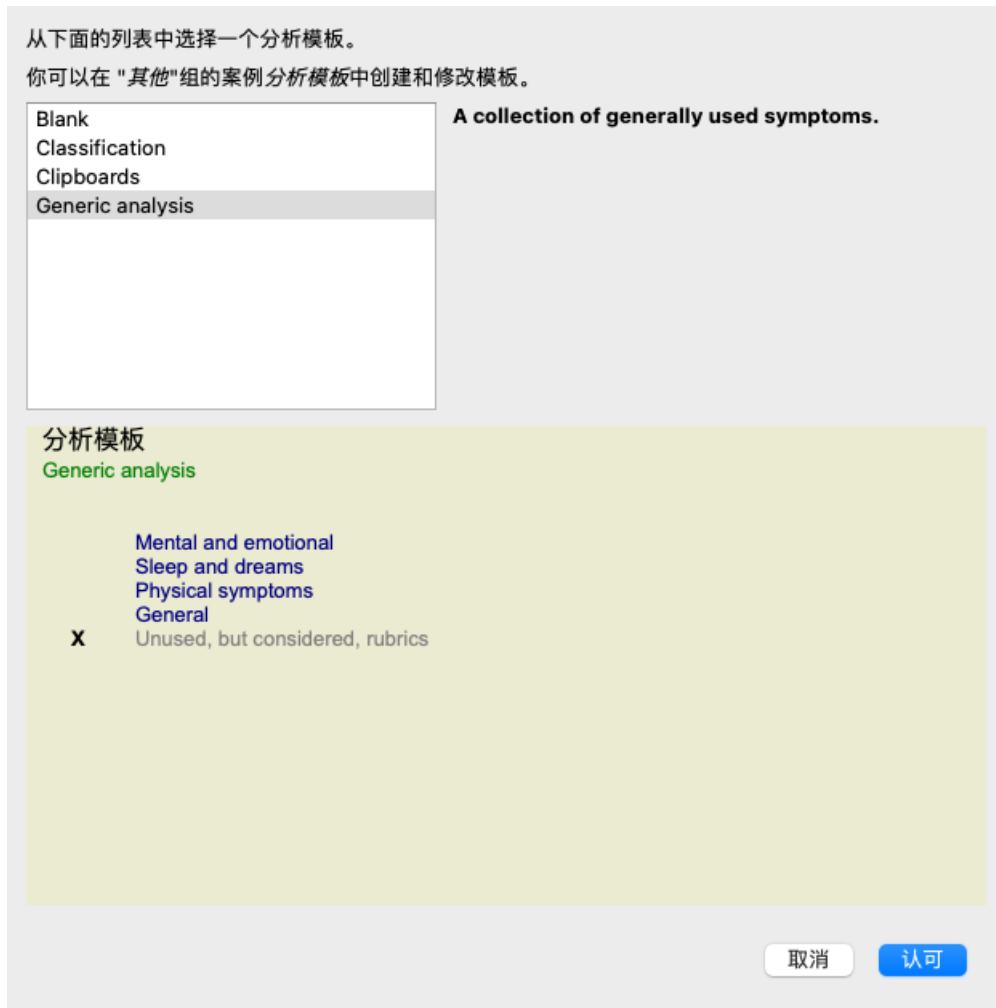 从下面的列表中选择一个分析模板。
你可以在 "其他"组的案例分析模板中创建和修改模板。
Blank
Classification
Clipboards
Generic analysis
A collection of generally used symptoms.
分析模板
Generic analysis
Mental and emotional
Sleep and dreams
Physical symptoms
General
X Unused, but considered, rubrics
取消 认可